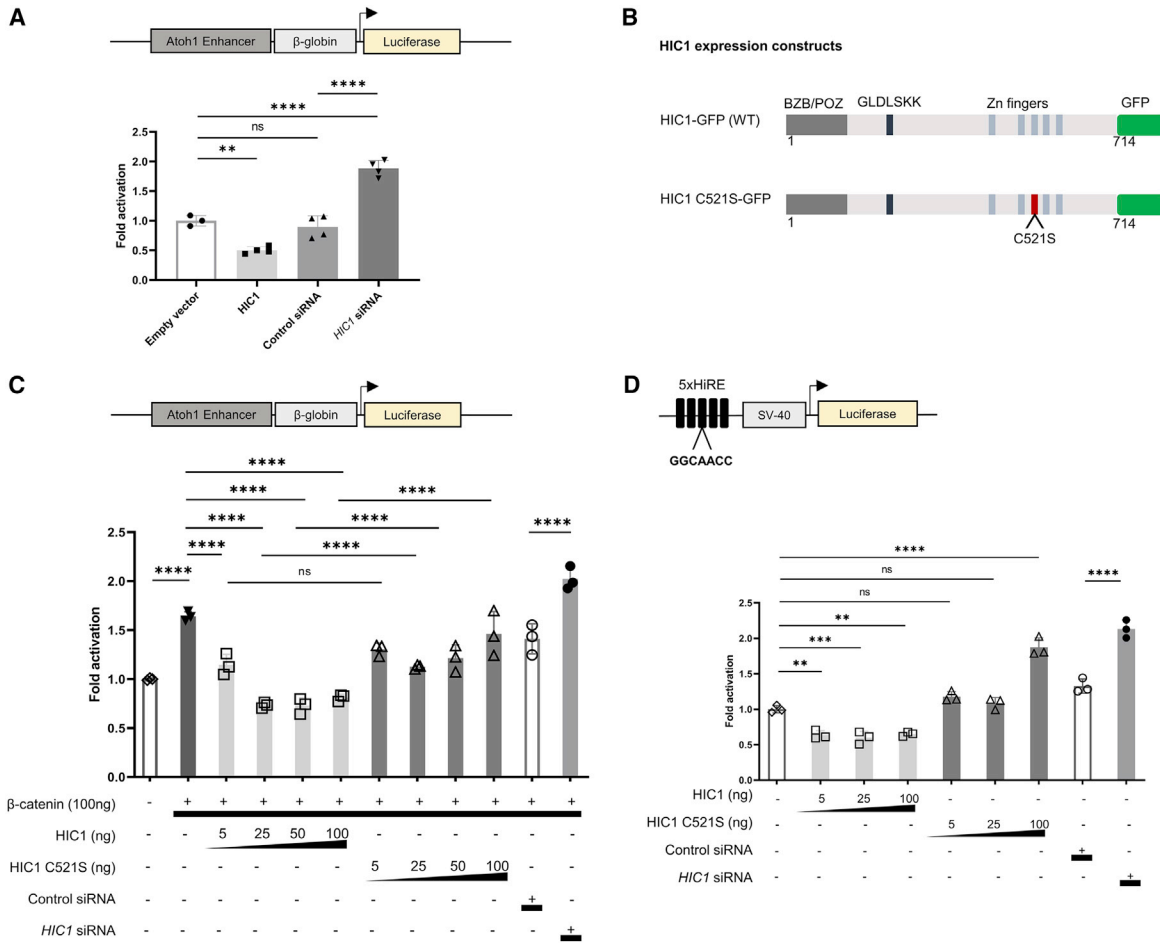 A
Atoh1 Enhancer β-globin Luciferase
****
****
ns
**
Fold activation
2.5
2.0
1.5
1.0
0.5
0.0
Empty vector
HIC1
Control siRNA
HIC1 siRNA
B
HIC1 expression constructs
BZB/POZ GLDLSKK Zn fingers GFP
HIC1-GFP (WT)
1 714
HIC1 C521S-GFP
1 714
C521S
C
Atoh1 Enhancer β-globin Luciferase
****
**** ****
**** **** ****
**** **** ****
ns
Fold activation
2.5
2.0
1.5
1.0
0.5
0.0
β-catenin (100ng) - + + + + + + + + + + +
HIC1 (ng) - - 5 25 50 100 - - - - - -
HIC1 C521S (ng) - - - - - - 5 25 50 100 - -
Control siRNA - - - - - - - - - - + -
HIC1 siRNA - - - - - - - - - - - +
D
5xHiRE
SV-40 Luciferase
GGCAACC
****
ns ****
ns
**
***
**
Fold activation
2.5
2.0
1.5
1.0
0.5
0.0
HIC1 (ng) - 5 25 100 - - - - -
HIC1 C521S (ng) - - - - 5 25 100 - -
Control siRNA - - - - - - - + -
HIC1 siRNA - - - - - - - - +